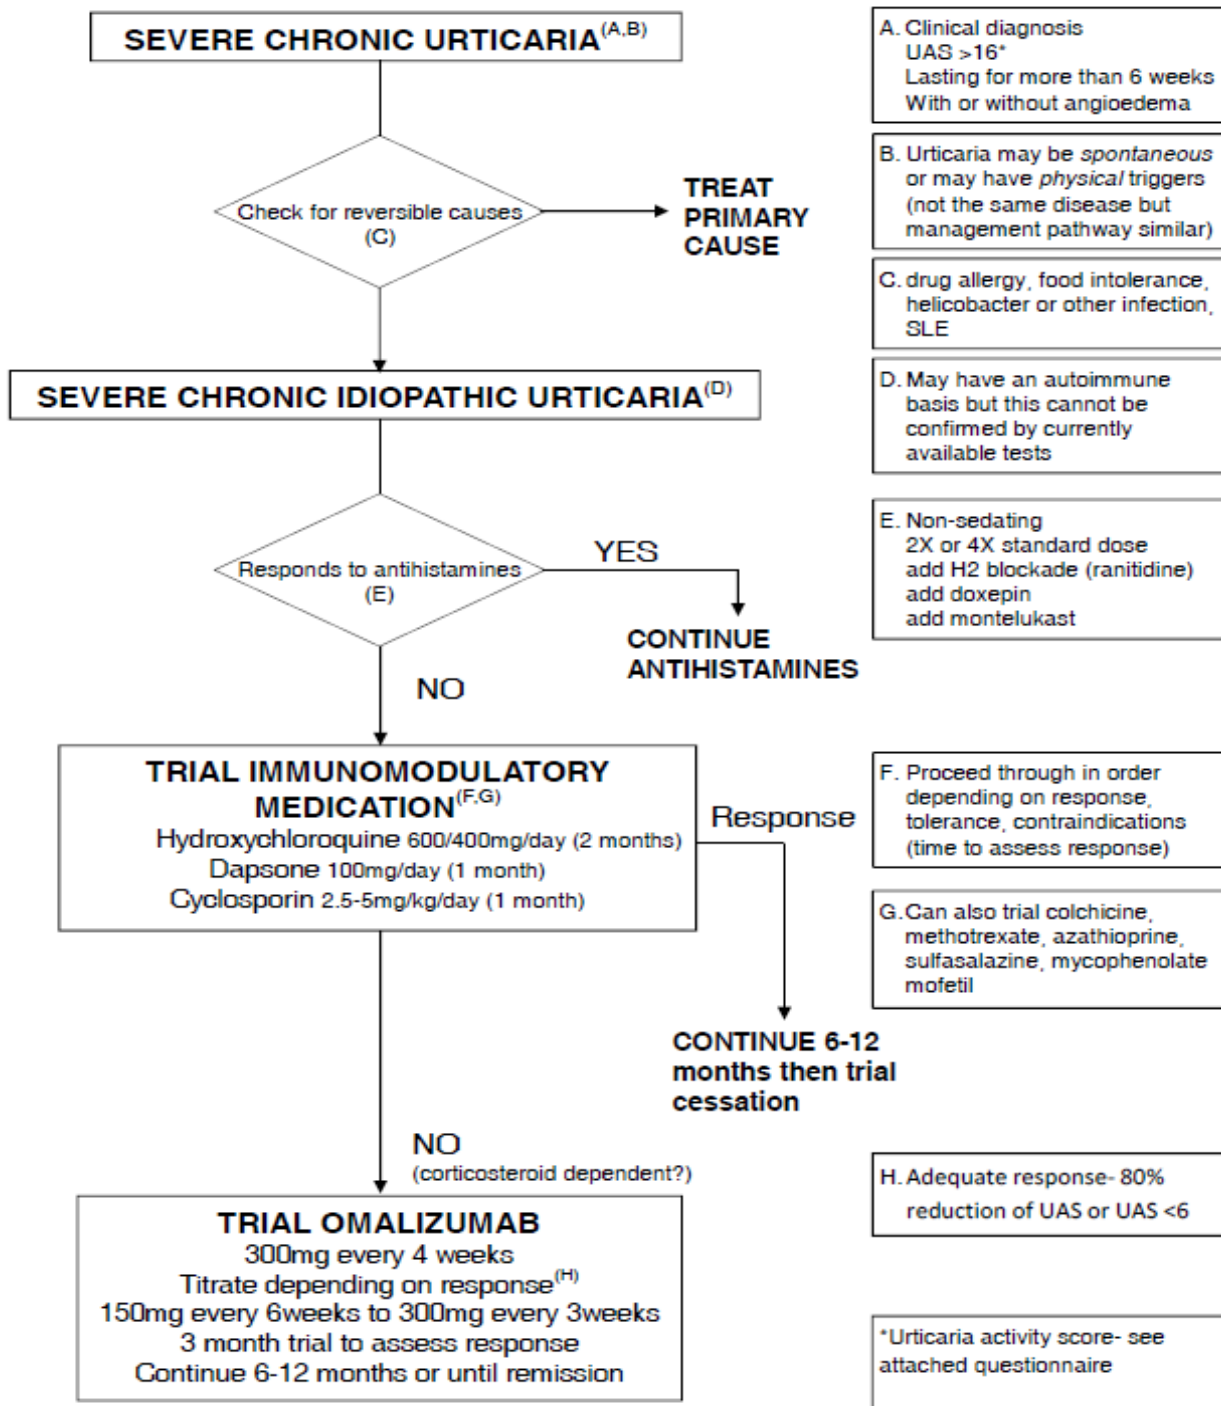 SEVERE CHRONIC URTICARIA(A,B)
Check for reversible causes
(C)
TREAT
PRIMARY
CAUSE
SEVERE CHRONIC IDIOPATHIC URTICARIA(D)
Responds to antihistamines
(E)
YES
CONTINUE
ANTIHISTAMINES
NO
TRIAL IMMUNOMODULATORY
MEDICATION(F,G)
Hydroxychloroquine 600/400mg/day (2 months)
Dapsone 100mg/day (1 month)
Cyclosporin 2.5-5mg/kg/day (1 month)
Response
CONTINUE 6-12
months then trial
cessation
NO
(corticosteroid dependent?)
TRIAL OMALIZUMAB
300mg every 4 weeks
Titrate depending on response(H)
150mg every 6weeks to 300mg every 3weeks
3 month trial to assess response
Continue 6-12 months or until remission
A. Clinical diagnosis
UAS >16*
Lasting for more than 6 weeks
With or without angioedema
B. Urticaria may be spontaneous
or may have physical triggers
(not the same disease but
management pathway similar)
C. drug allergy, food intolerance,
helicobacter or other infection,
SLE
D. May have an autoimmune
basis but this cannot be
confirmed by currently
available tests
E. Non-sedating
2X or 4X standard dose
add H2 blockade (ranitidine)
add doxepin
add montelukast
F. Proceed through in order
depending on response,
tolerance, contraindications
(time to assess response)
G. Can also trial colchicine,
methotrexate, azathioprine,
sulfasalazine, mycophenolate
mofetil
H. Adequate response- 80%
reduction of UAS or UAS <6
*Urticaria activity score- see
attached questionnaire